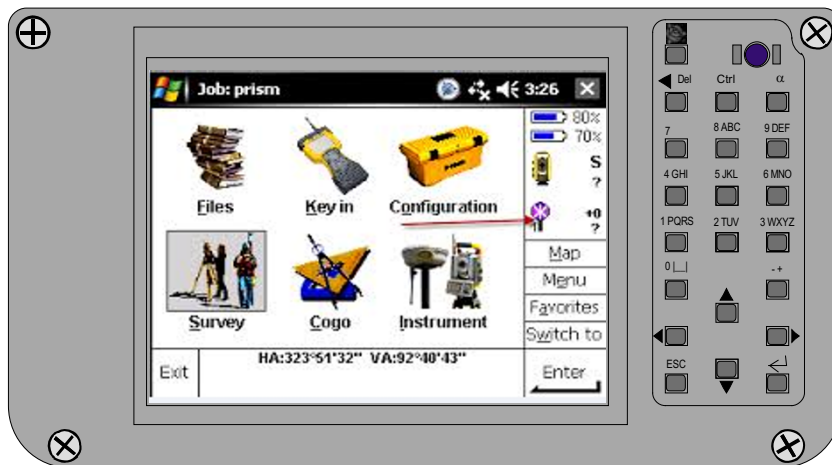 Job: prism 3:26
80%
70%
S
?
+0
?
Files Key in Configuration
Survey Cogo Instrument
Map
Menu
Favorites
Switch to
Exit
HA:323°51'32" VA:92°40'43"
Enter
Del Ctrl α
7 8 ABC 9 DEF
4 GHI 5 JKL 6 MNO
1 PQRS 2 TUV 3 WXYZ
0 - +
ESC